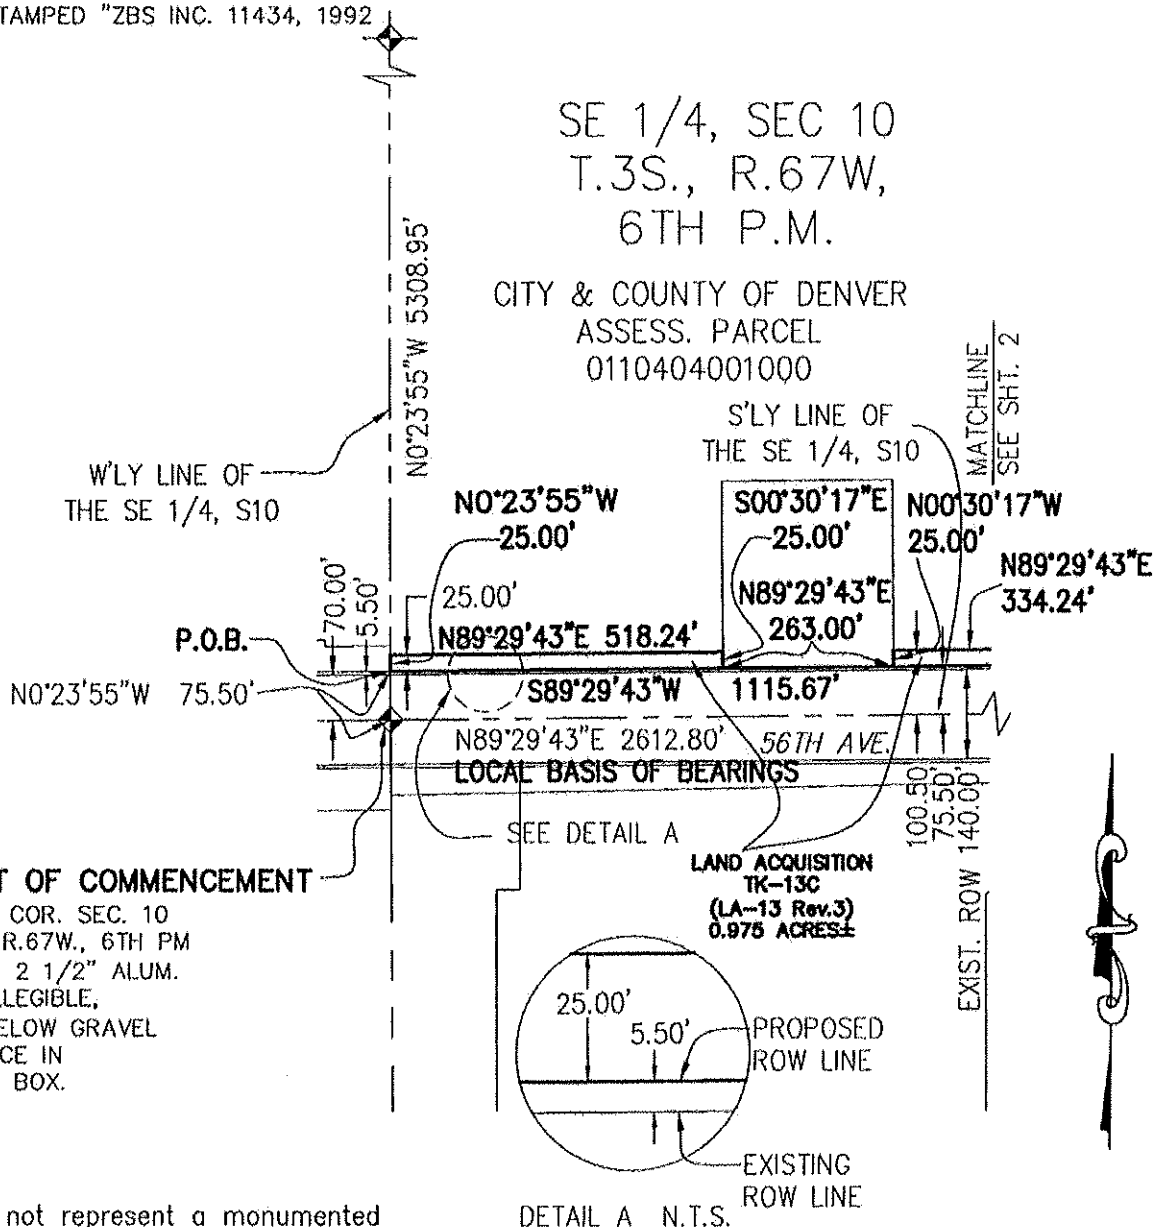 TAMPED "ZBS INC. 11434, 1992
SE 1/4, SEC 10
T.3S., R.67W,
6TH P.M.
CITY & COUNTY OF DENVER
ASSESS. PARCEL
0110404001000
N0°23'55"W 5308.95'
MATCHLINE
SEE SHT. 2
S'LY LINE OF
THE SE 1/4, S10
W'LY LINE OF
THE SE 1/4, S10
N0°23'55"W
25.00'
S00°30'17"E
25.00'
N00°30'17"W
25.00'
N89°29'43"E
334.24'
N89°29'43"E
263.00'
70.00'
5.50'
25.00'
P.O.B.
N89°29'43"E 518.24'
N0°23'55"W 75.50'
S89°29'43"W 1115.67'
N89°29'43"E 2612.80'
56TH AVE.
LOCAL BASIS OF BEARINGS
100.50'
75.50'
EXIST. ROW 140.00'
SEE DETAIL A
LAND ACQUISITION
TK-13C
(LA-13 Rev.3)
0.975 ACRES±
T OF COMMENCEMENT
COR. SEC. 10
R.67W., 6TH PM
2 1/2" ALUM.
LEGIBLE,
ELOW GRAVEL
CE IN
BOX.
25.00'
5.50'
PROPOSED
ROW LINE
EXISTING
ROW LINE
not represent a monumented
DETAIL A N.T.S.